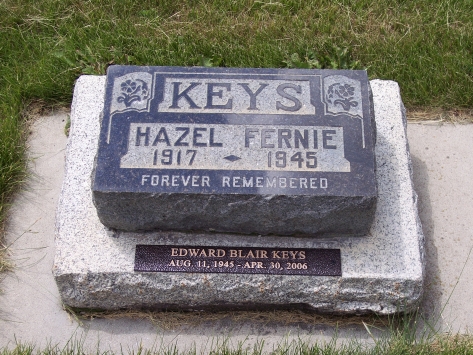 KEYS
HAZEL FERNIE
1917 1945
FOREVER REMEMBERED
EDWARD BLAIR KEYS
AUG. 11, 1945 - APR. 30, 2006